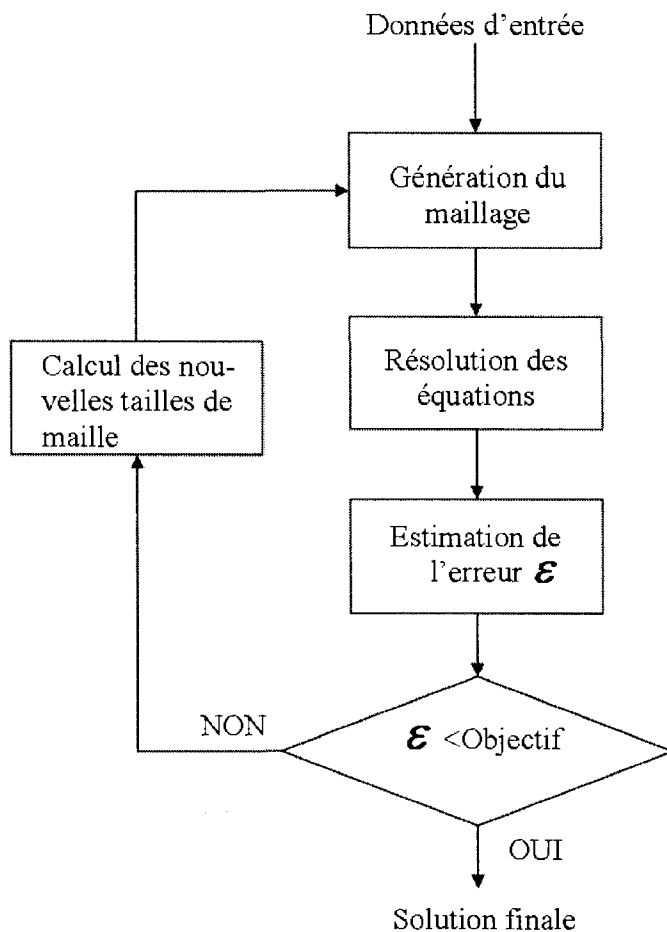 Données d'entrée
Génération du
maillage
Résolution des
équations
Calcul des nou-
velles tailles de
maille
Estimation de
l'erreur ε
ε <Objectif
NON
OUI
Solution finale